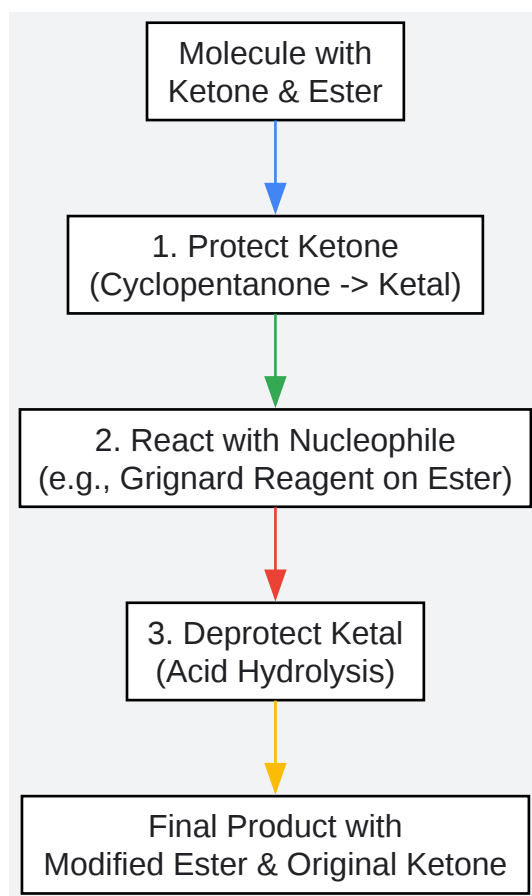 Molecule with
Ketone & Ester
1. Protect Ketone
(Cyclopentanone -> Ketal)
2. React with Nucleophile
(e.g., Grignard Reagent on Ester)
3. Deprotect Ketal
(Acid Hydrolysis)
Final Product with
Modified Ester & Original Ketone